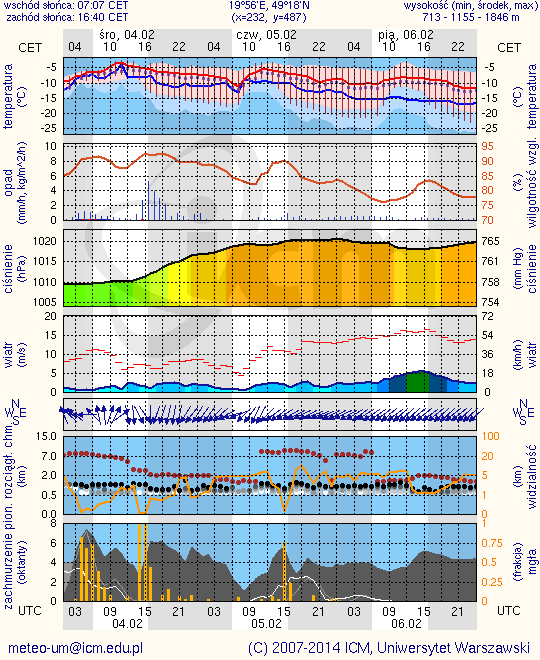 wschód słońca: 07:07 CET 19°56'E, 49°18'N wysokość (min, środek, max)
zachód słońca: 16:40 CET (x=232, y=487) 713 - 1155 - 1846 m
śro, 04.02 czw, 05.02 pią, 06.02
CET 04 10 16 22 04 10 16 22 04 10 16 22 CET
temperatura (°C)
-5
-10
-15
-20
-25
-5
-10
-15
-20
-25
(°C) temperatura
opad (mm/h, kg/m^2/h)
10
8
6
4
2
0
95
90
85
80
75
70
(%) wilgotność wzgl.
ciśnienie (hPa)
1020
1015
1010
1005
765
761
758
754
(mm Hg) ciśnienie
wiatr (m/s)
20
15
10
5
0
72
54
36
18
0
(km/h) wiatr
N W E S
N W E S
pion. rozciągł. chm. (km)
15.0
10.0
5.0
2.0
0.5
0.0
100
20
5
1
0
(km) widzialność
zachmurzenie (oktanty)
8
6
4
2
0
1
0.75
0.5
0.25
0
(frakcja) mgła
UTC 03 09 15 21 03 09 15 21 03 09 15 21 UTC
04.02 05.02 06.02
meteo-um@icm.edu.pl (C) 2007-2014 ICM, Uniwersytet Warszawski